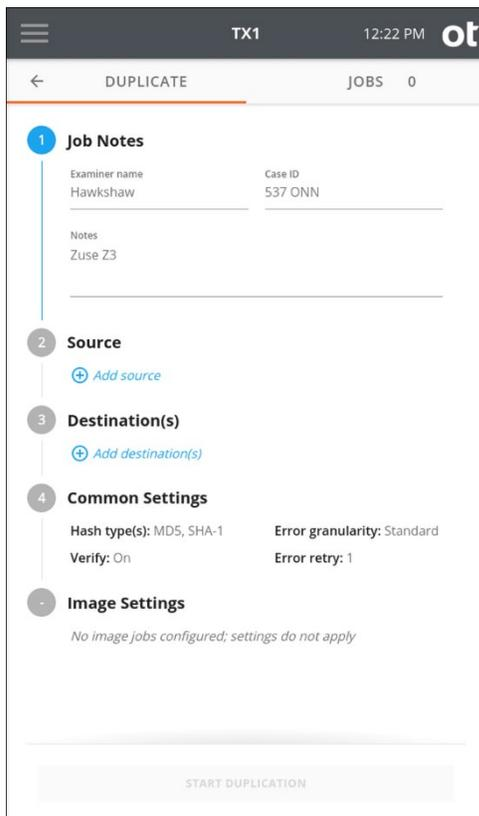 TX1 12:22 PM ot
DUPLICATE JOBS 0
1 Job Notes
Examiner name Case ID
Hawkshaw 537 ONN
Notes
Zuse Z3
2 Source
Add source
3 Destination(s)
Add destination(s)
4 Common Settings
Hash type(s): MD5, SHA-1 Error granularity: Standard
Verify: On Error retry: 1
- Image Settings
No image jobs configured; settings do not apply
START DUPLICATION